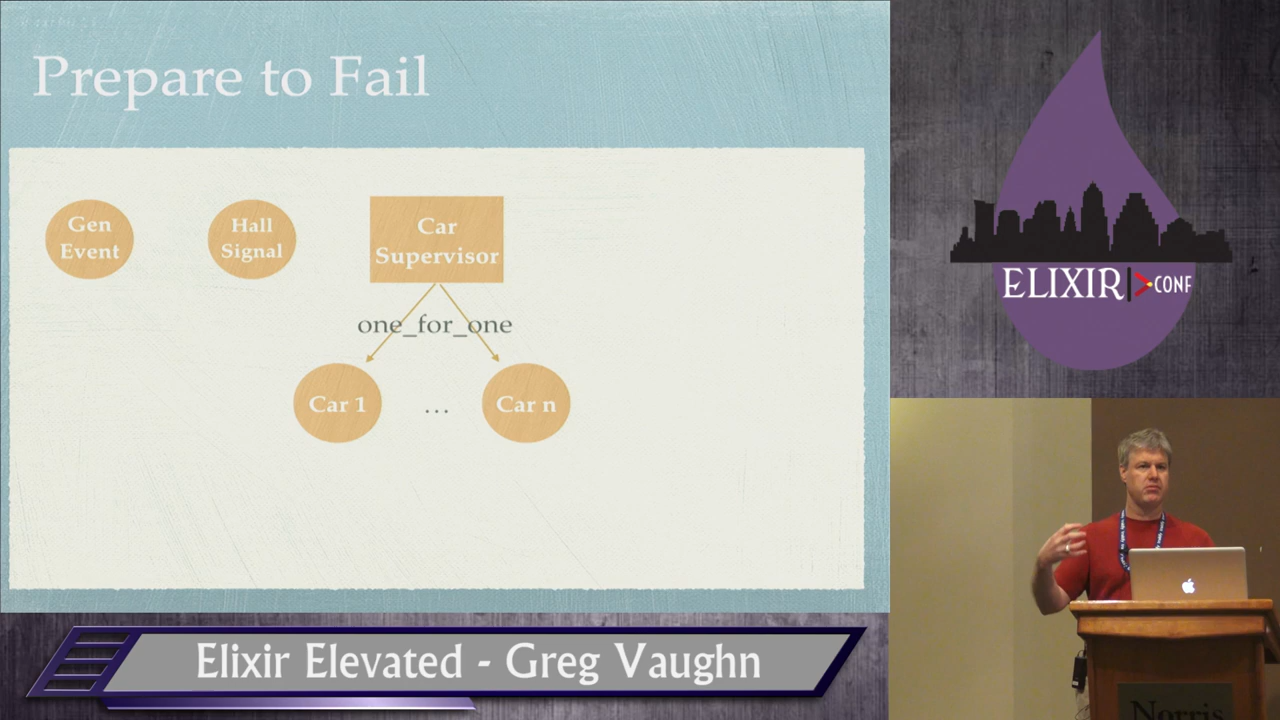 Prepare to Fail
Gen
Event
Hall
Signal
Car
Supervisor
one_for_one
Car 1
...
Car n
ELIXIR
CONF
Elixir Elevated - Greg Vaughn
Norris